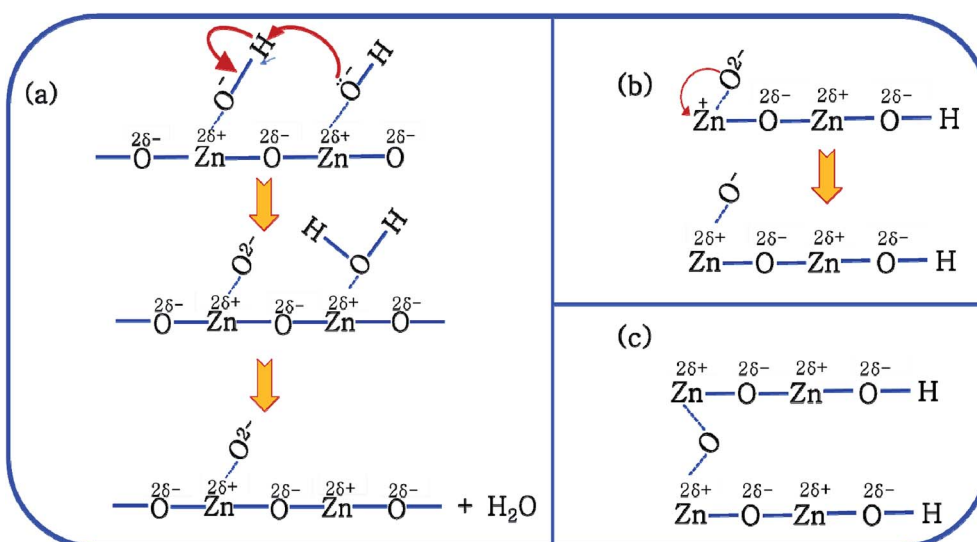 (a)
H H
O⁻ :O⁻
2δ− 2δ+ 2δ− 2δ+ 2δ−
O Zn O Zn O
O²⁻ H O H
2δ− 2δ+ 2δ− 2δ+ 2δ−
O Zn O Zn O
O²⁻
2δ− 2δ+ 2δ− 2δ+ 2δ−
O Zn O Zn O + H₂O
(b)
O²⁻
+ 2δ− 2δ+ 2δ−
Zn O Zn O H
O⁻
2δ+ 2δ− 2δ+ 2δ−
Zn O Zn O H
(c)
2δ+ 2δ− 2δ+ 2δ−
Zn O Zn O H
O
2δ+ 2δ− 2δ+ 2δ−
Zn O Zn O H